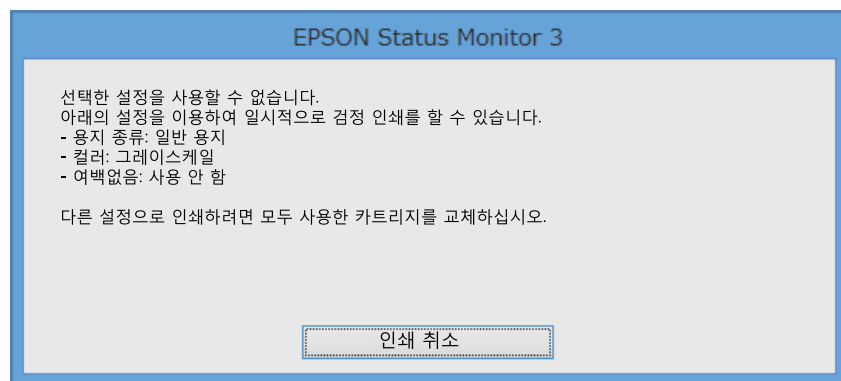 EPSON Status Monitor 3
선택한 설정을 사용할 수 없습니다.
아래의 설정을 이용하여 일시적으로 검정 인쇄를 할 수 있습니다.
- 용지 종류: 일반 용지
- 컬러: 그레이스케일
- 여백없음: 사용 안 함
다른 설정으로 인쇄하려면 모두 사용한 카트리지를 교체하십시오.
인쇄 취소